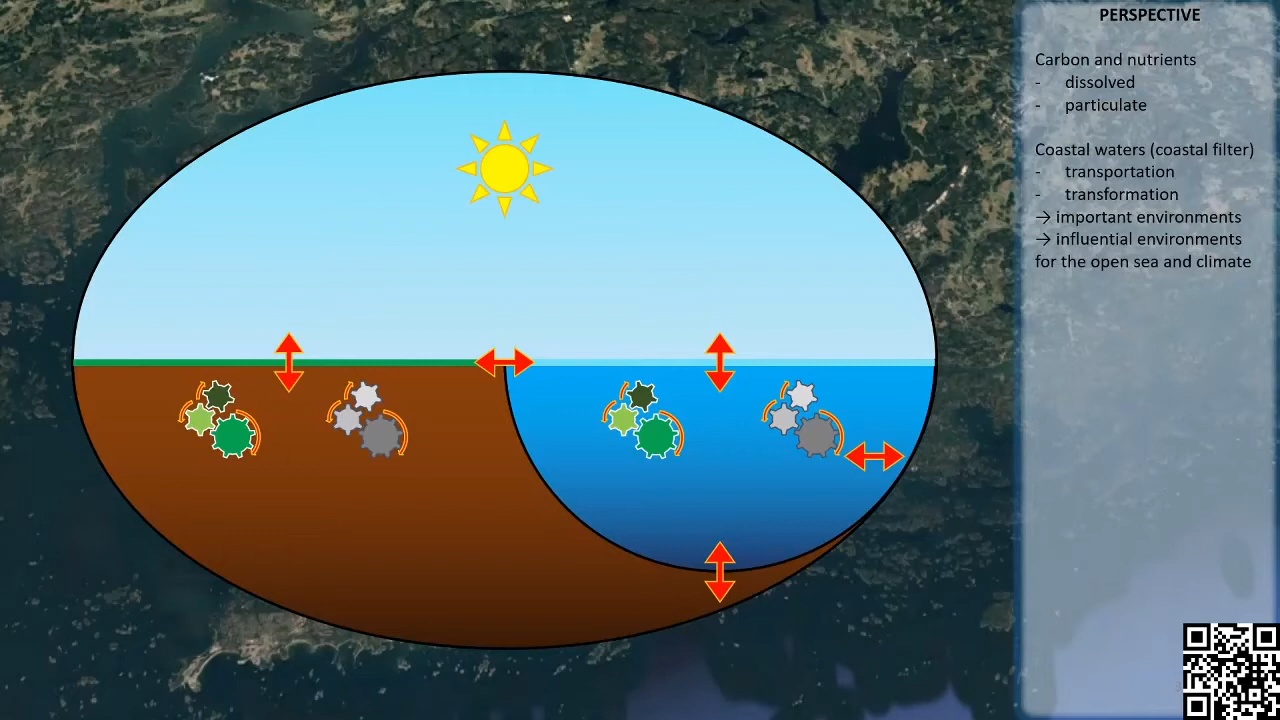 PERSPECTIVE
Carbon and nutrients
- dissolved
- particulate
Coastal waters (coastal filter)
- transportation
- transformation
→ important environments
→ influential environments
for the open sea and climate